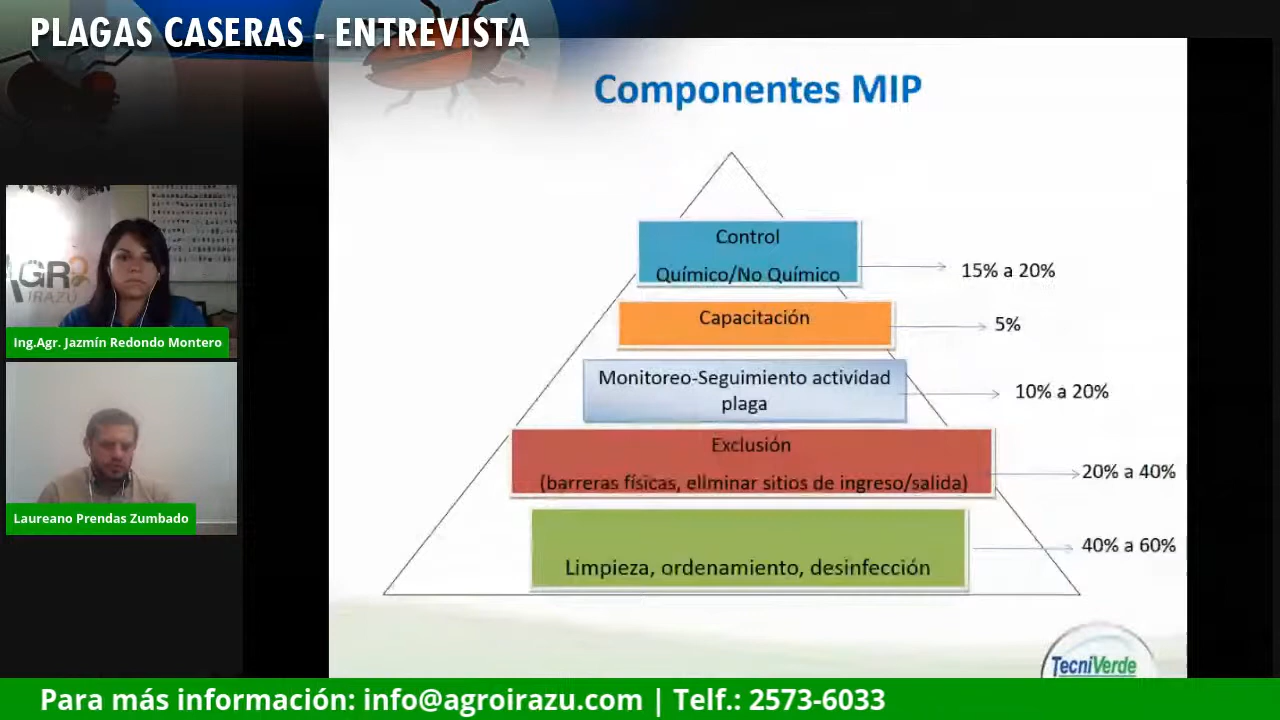 PLAGAS CASERAS - ENTREVISTA
Componentes MIP
Control
Químico/No Químico
15% a 20%
Capacitación
5%
Monitoreo-Seguimiento actividad
plaga
10% a 20%
Exclusión
(barreras físicas, eliminar sitios de ingreso/salida)
20% a 40%
Limpieza, ordenamiento, desinfección
40% a 60%
TecniVerde
AGR
IRAZÚ
Ing.Agr. Jazmín Redondo Montero
Laureano Prendas Zumbado
Para más información: info@agroirazu.com | Telf.: 2573-6033